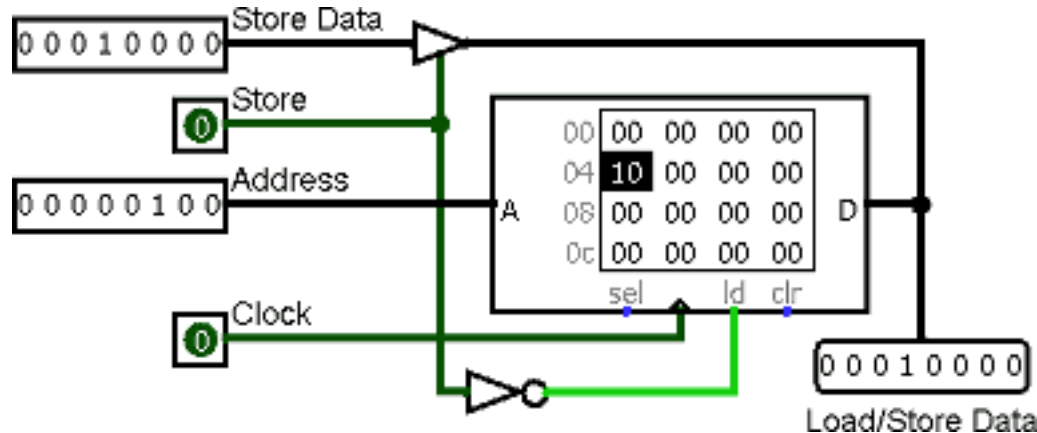 Store Data
0 0 0 1 0 0 0 0
Store
0
Address
0 0 0 0 0 1 0 0
A
00 00 00 00 00
04 10 00 00 00
08 00 00 00 00
0c 00 00 00 00
D
sel ld clr
Clock
0
0 0 0 1 0 0 0 0
Load/Store Data